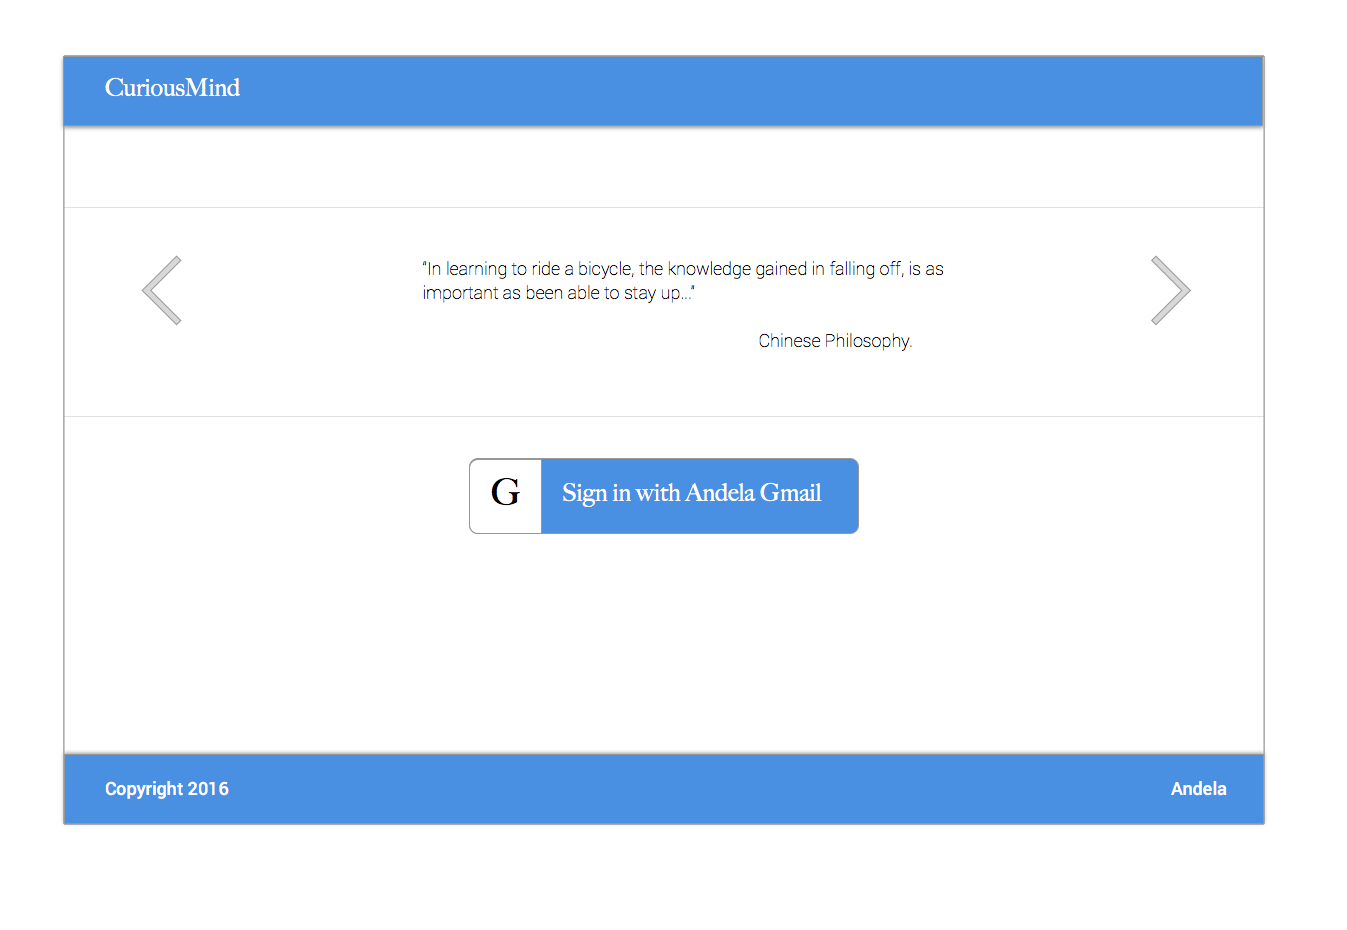 CuriousMind
“In learning to ride a bicycle, the knowledge gained in falling off, is as
important as been able to stay up...”
Chinese Philosophy.
G Sign in with Andela Gmail
Copyright 2016 Andela